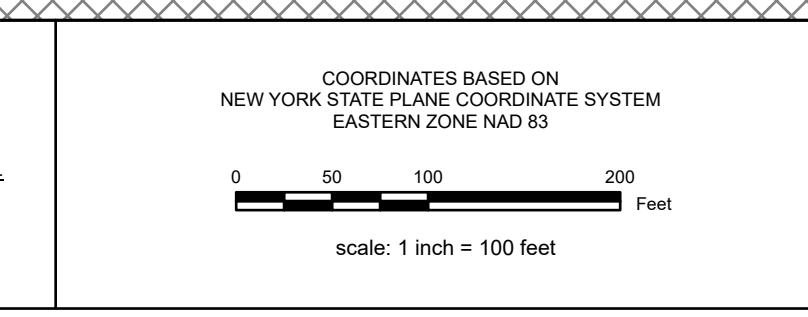 COORDINATES BASED ON
NEW YORK STATE PLANE COORDINATE SYSTEM
EASTERN ZONE NAD 83
0 50 100 200
Feet
scale: 1 inch = 100 feet